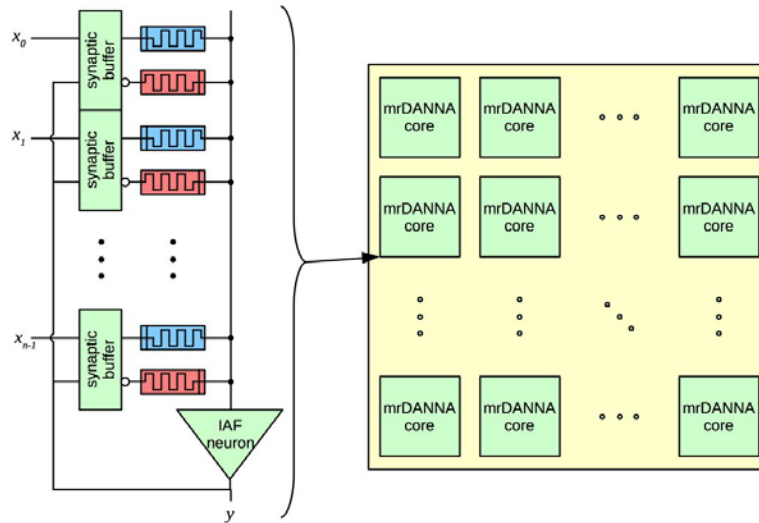 x0
synaptic
buffer
x1
synaptic
buffer
xn-1
synaptic
buffer
IAF
neuron
y
mrDANNA
core
mrDANNA
core
mrDANNA
core
mrDANNA
core
mrDANNA
core
mrDANNA
core
mrDANNA
core
mrDANNA
core
mrDANNA
core